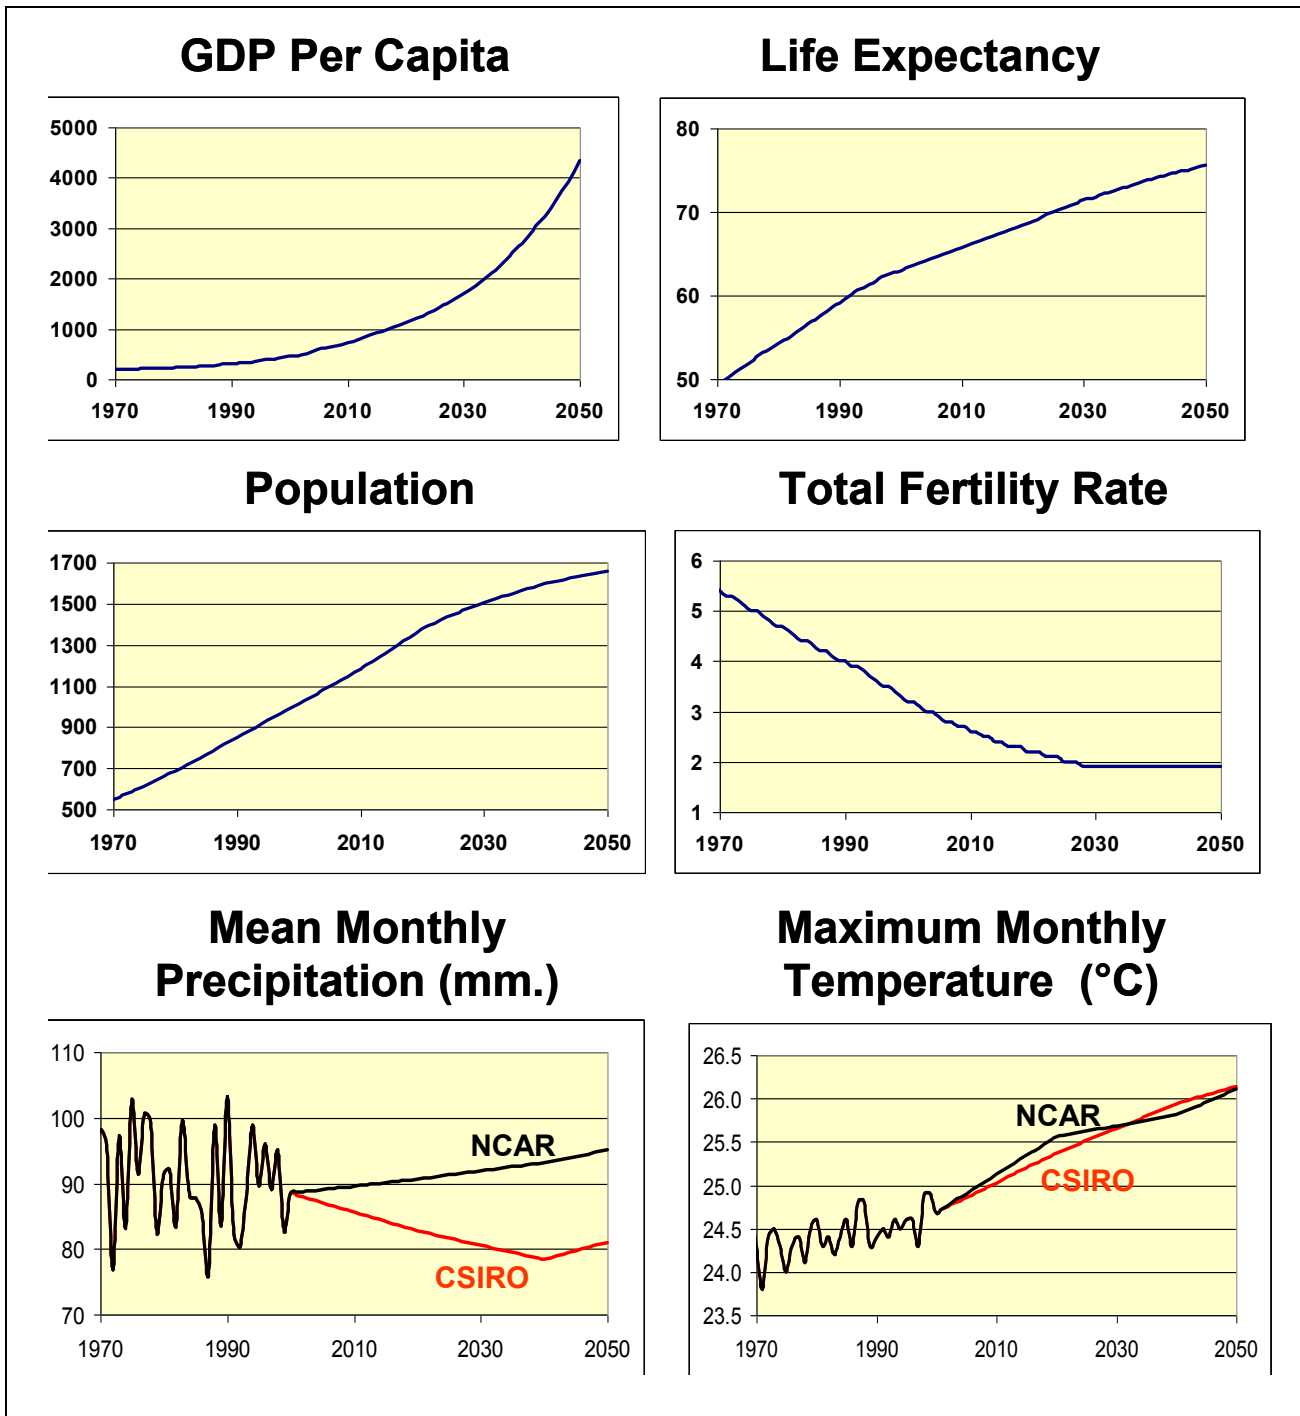 GDP Per Capita
5000
4000
3000
2000
1000
0
1970 1990 2010 2030 2050
Life Expectancy
80
70
60
50
1970 1990 2010 2030 2050
Population
1700
1500
1300
1100
900
700
500
1970 1990 2010 2030 2050
Total Fertility Rate
6
5
4
3
2
1
1970 1990 2010 2030 2050
Mean Monthly
Precipitation (mm.)
110
100
90
80
70
NCAR
CSIRO
1970 1990 2010 2030 2050
Maximum Monthly
Temperature (°C)
26.5
26.0
25.5
25.0
24.5
24.0
23.5
NCAR
CSIRO
1970 1990 2010 2030 2050